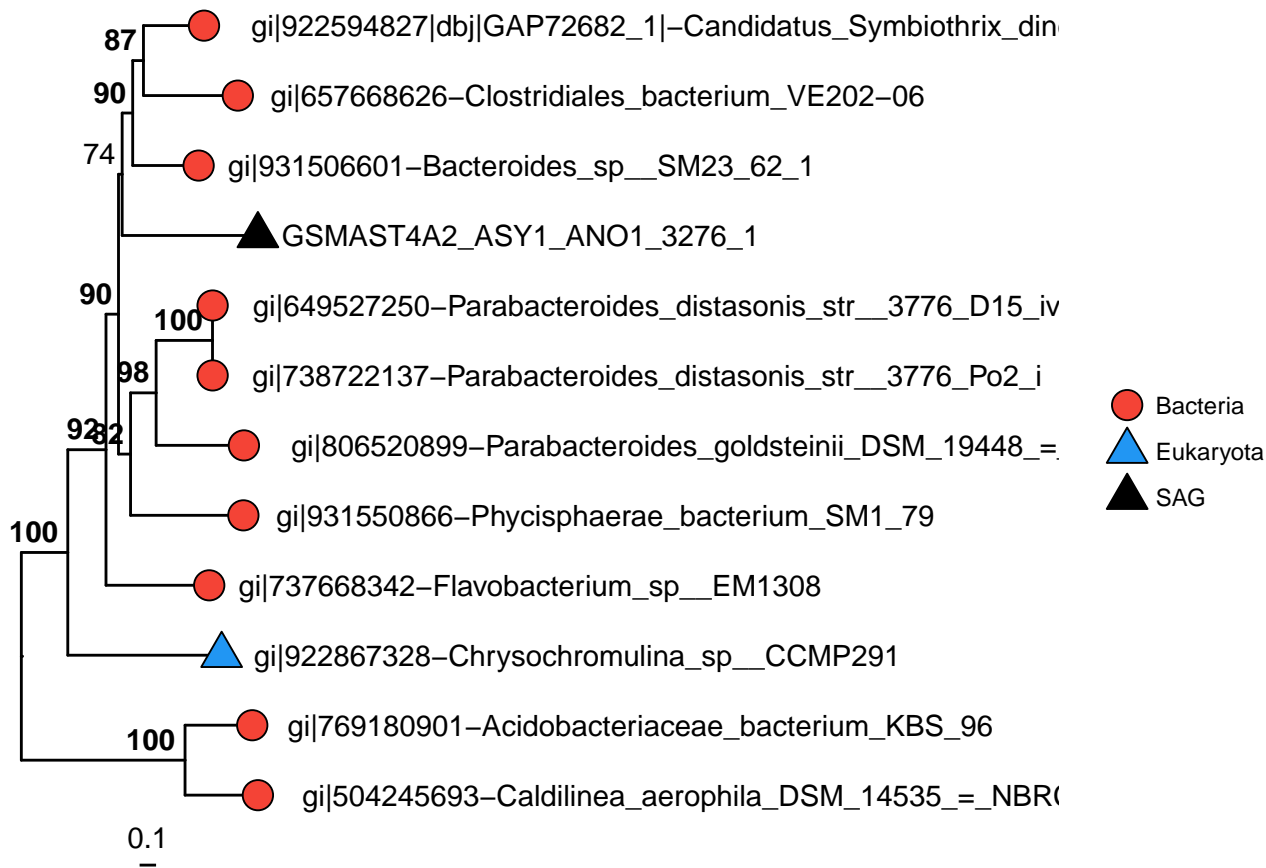 87
gi|922594827|dbj|GAP72682_1|−Candidatus_Symbiothrix_din
90
gi|657668626−Clostridiales_bacterium_VE202−06
74
gi|931506601−Bacteroides_sp__SM23_62_1
GSMAST4A2_ASY1_ANO1_3276_1
90
gi|649527250−Parabacteroides_distasonis_str__3776_D15_iv
100
98
gi|738722137−Parabacteroides_distasonis_str__3776_Po2_i
92
82
gi|806520899−Parabacteroides_goldsteinii_DSM_19448_=_
gi|931550866−Phycisphaerae_bacterium_SM1_79
100
gi|737668342−Flavobacterium_sp__EM1308
gi|922867328−Chrysochromulina_sp__CCMP291
gi|769180901−Acidobacteriaceae_bacterium_KBS_96
100
gi|504245693−Caldilinea_aerophila_DSM_14535_=_NBR
0.1
Bacteria
Eukaryota
SAG